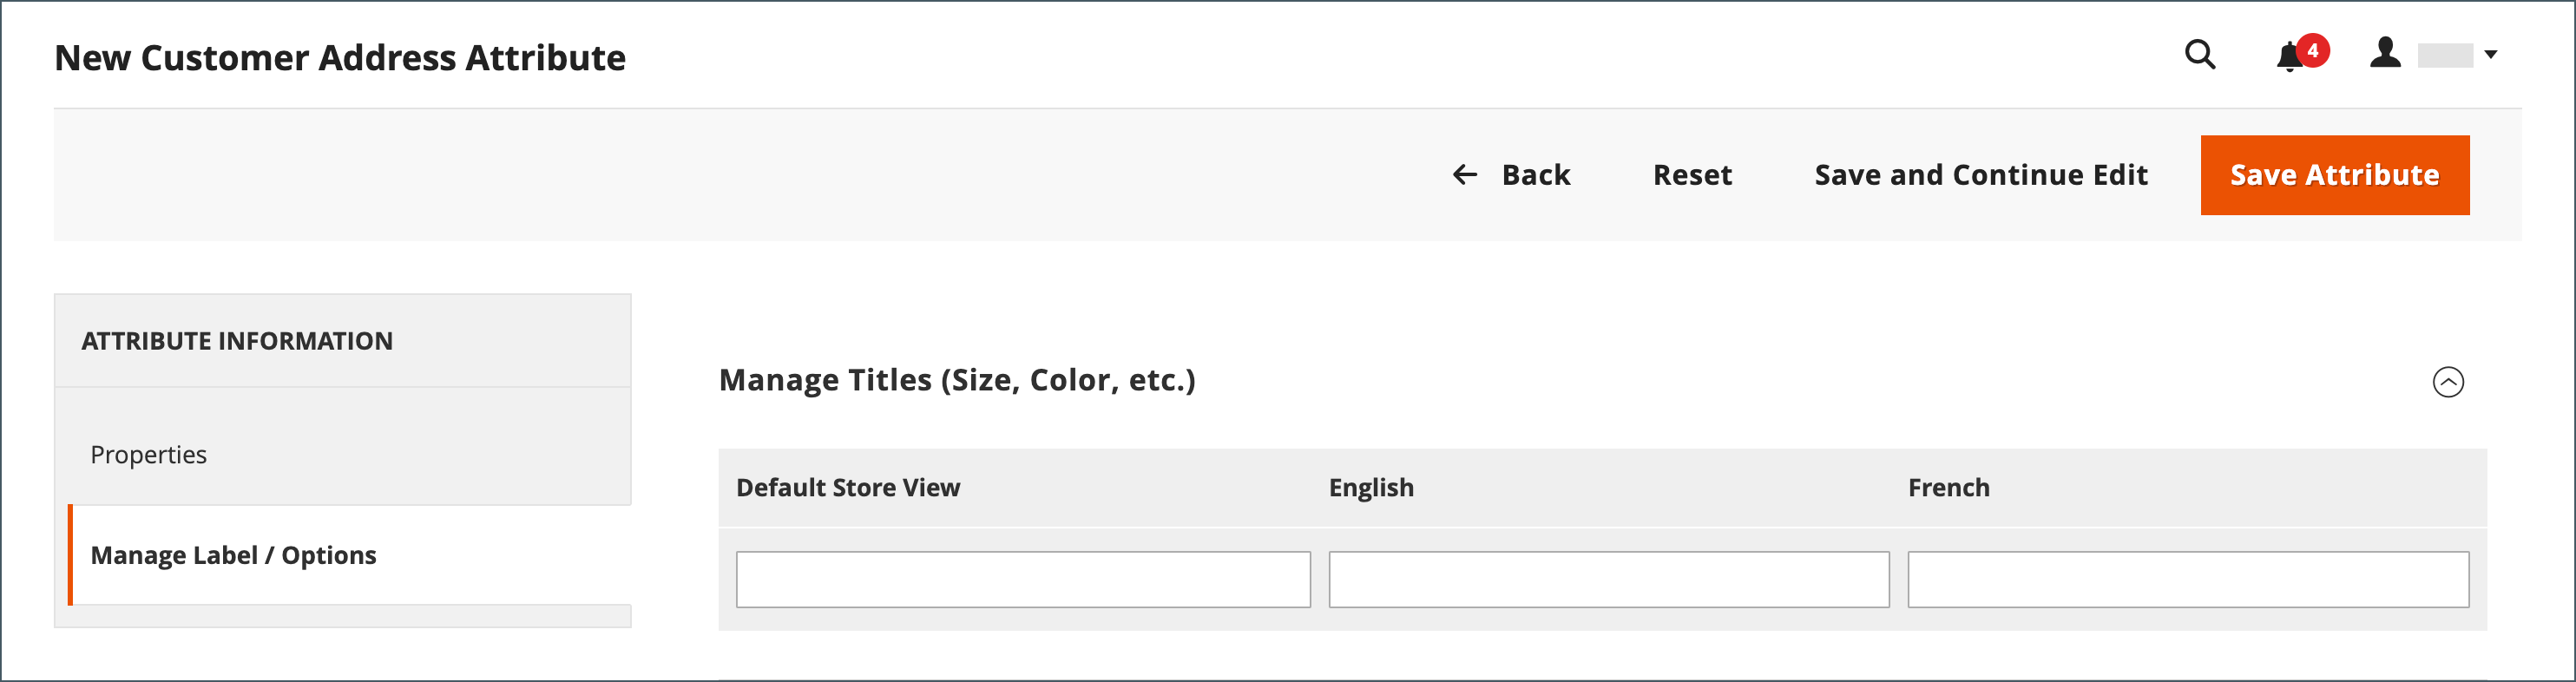 New Customer Address Attribute
4
Back Reset Save and Continue Edit Save Attribute
ATTRIBUTE INFORMATION
Properties
Manage Label / Options
Manage Titles (Size, Color, etc.)
Default Store View English French